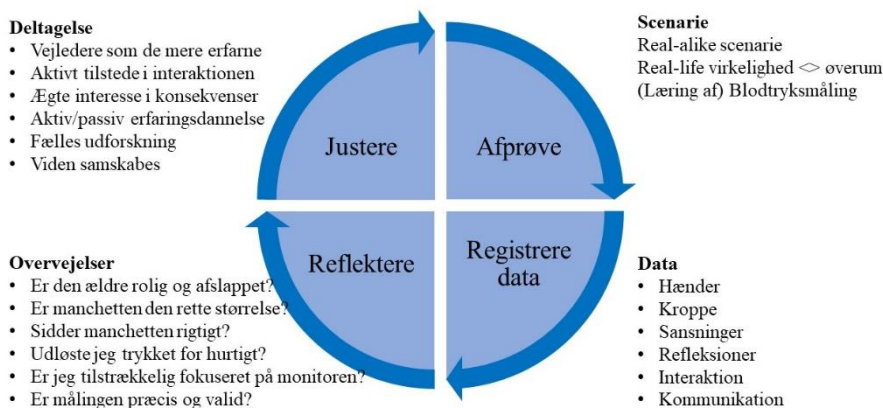 Deltagelse
• Vejledere som de mere erfarne
• Aktivt tilstede i interaktionen
• Ægte interesse i konsekvenser
• Aktiv/passiv erfaringsdannelse
• Fælles udforskning
• Viden samskabes
Scenarie
Real-alike scenarie
Real-life virkelighed <> øverum
(Læring af) Blodtryksmåling
Justere
Afprøve
Reflektere
Registrere
data
Overvejelser
• Er den ældre rolig og afslappet?
• Er manchetten den rette størrelse?
• Sidder manchetten rigtigt?
• Udløste jeg trykket for hurtigt?
• Er jeg tilstrækkelig fokuseret på monitoren?
• Er målingen præcis og valid?
Data
• Hænder
• Kroppe
• Sansninger
• Refleksioner
• Interaktion
• Kommunikation